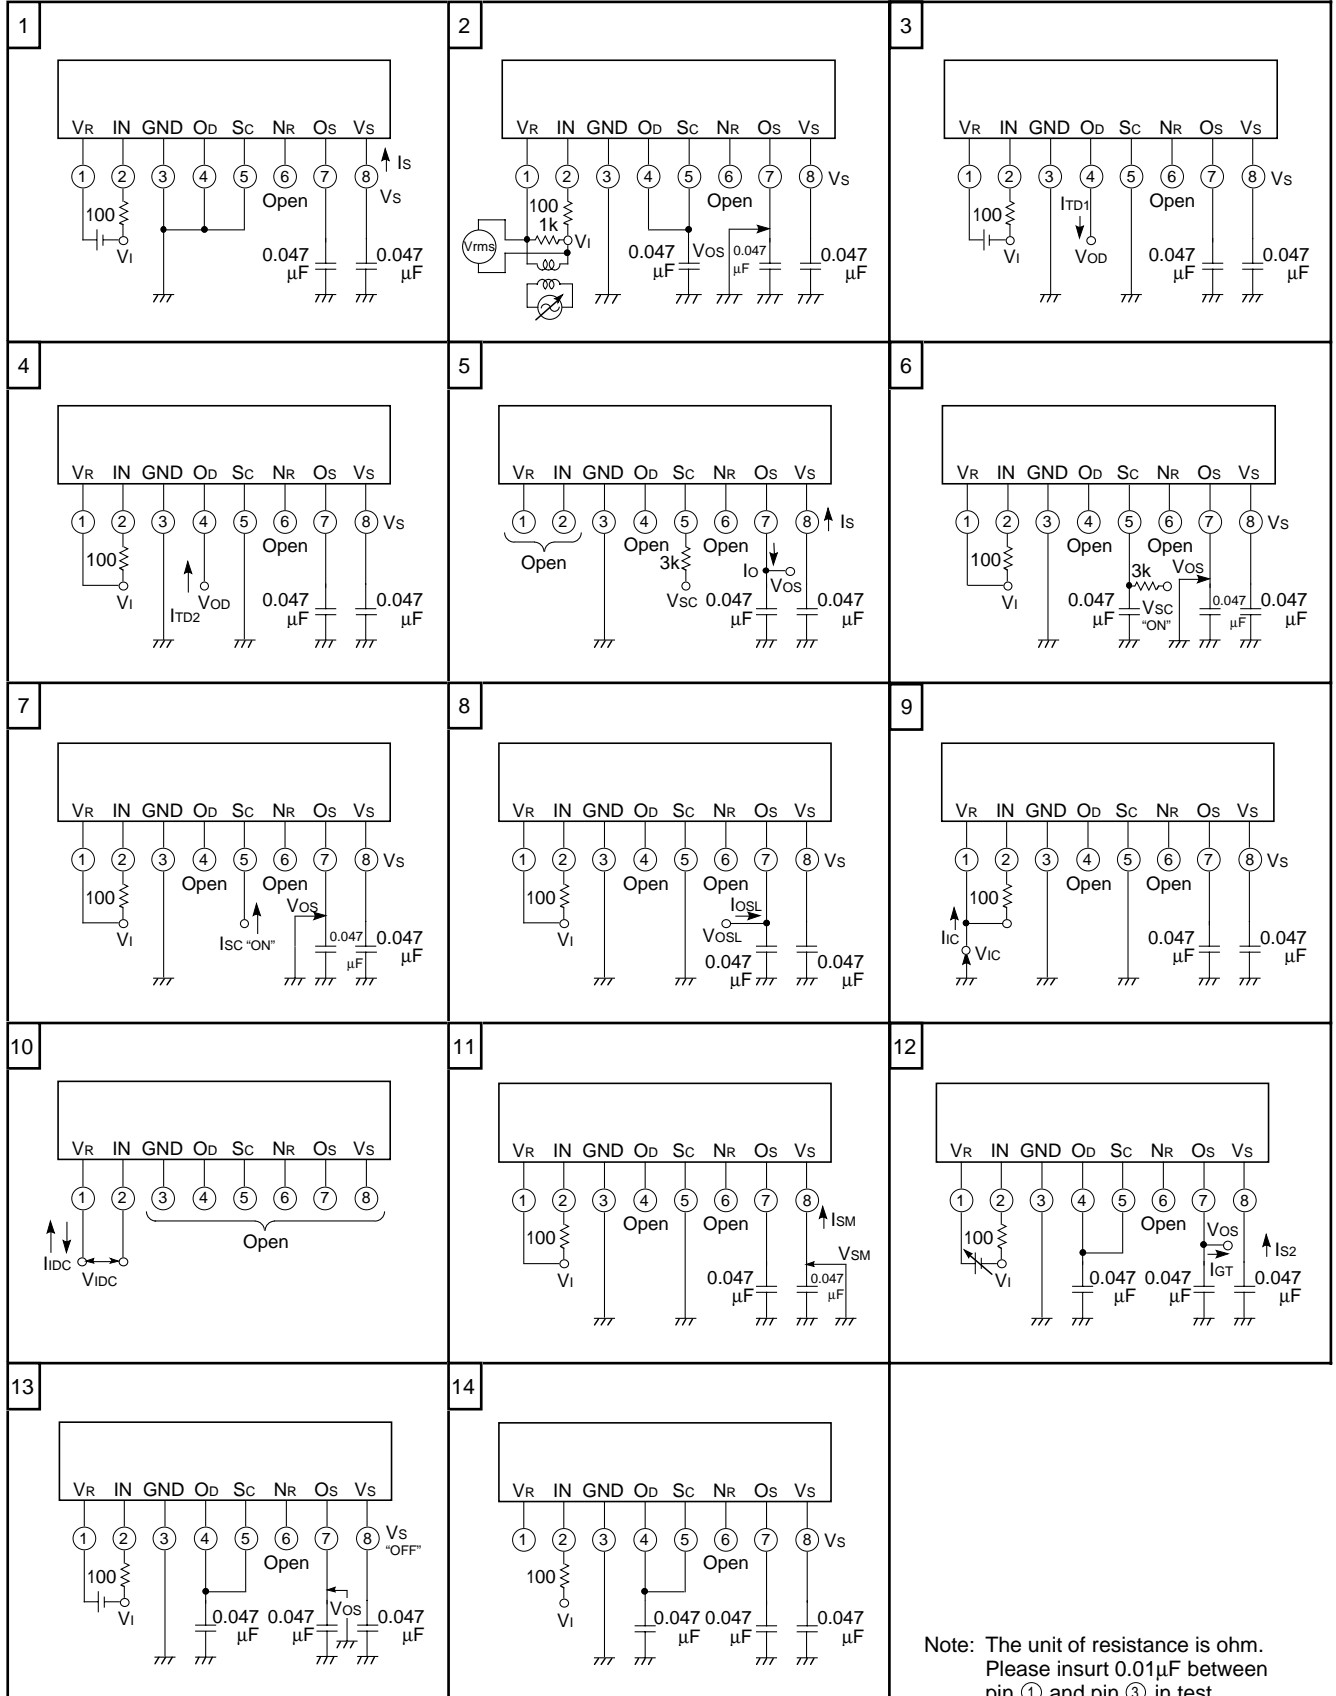 1
VR IN GND OD SC NR OS VS
1 2 3 4 5 6 7 8
IS
VS
Open
100
VI
0.047 μF 0.047 μF
2
VR IN GND OD SC NR OS VS
1 2 3 4 5 6 7 8 VS
Open
100
1k
Vrms
VI
0.047 μF VOS 0.047 μF 0.047 μF
3
VR IN GND OD SC NR OS VS
1 2 3 4 5 6 7 8 VS
ITD1 Open
100
VI VOD 0.047 μF 0.047 μF
4
VR IN GND OD SC NR OS VS
1 2 3 4 5 6 7 8 VS
Open
100
VI ITD2 VOD 0.047 μF 0.047 μF
5
VR IN GND OD SC NR OS VS
1 2 3 4 5 6 7 8 IS
Open Open Open
3k
IO VOS
VSC 0.047 μF 0.047 μF
6
VR IN GND OD SC NR OS VS
1 2 3 4 5 6 7 8 VS
Open Open
100
3k VOS
VI 0.047 μF VSC “ON” 0.047 μF 0.047 μF
7
VR IN GND OD SC NR OS VS
1 2 3 4 5 6 7 8 VS
Open Open
100
VOS
VI ISC “ON” 0.047 μF 0.047 μF
8
VR IN GND OD SC NR OS VS
1 2 3 4 5 6 7 8 VS
Open Open
100
IOSL
VI VOSL
0.047 μF 0.047 μF
9
VR IN GND OD SC NR OS VS
1 2 3 4 5 6 7 8 VS
Open Open
100
IIC VIC
0.047 μF 0.047 μF
10
VR IN GND OD SC NR OS VS
1 2 3 4 5 6 7 8
Open
IIDC VIDC
11
VR IN GND OD SC NR OS VS
1 2 3 4 5 6 7 8 ISM
Open Open
100
VSM
VI 0.047 μF 0.047 μF
12
VR IN GND OD SC NR OS VS
1 2 3 4 5 6 7 8
Open VOS
100
IS2
IGT
VI 0.047 μF 0.047 μF 0.047 μF
13
VR IN GND OD SC NR OS VS
1 2 3 4 5 6 7 8 VS “OFF”
Open
100
VI 0.047 μF 0.047 μF VOS 0.047 μF
14
VR IN GND OD SC NR OS VS
1 2 3 4 5 6 7 8 VS
Open
100
VI 0.047 μF 0.047 μF 0.047 μF
Note: The unit of resistance is ohm.
Please insurt 0.01μF between
pin 1 and pin 3 in test